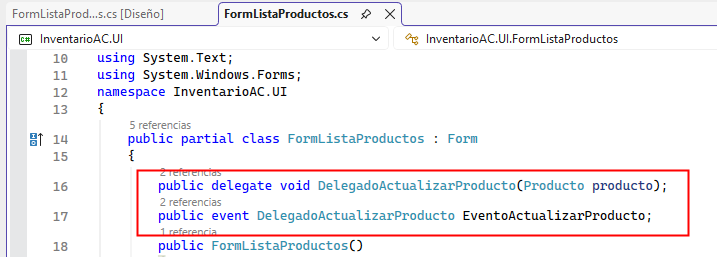 FormListaProd...s.cs [Diseño]
FormListaProductos.cs
InventarioAC.UI
InventarioAC.UI.FormListaProductos
10 using System.Text;
11 using System.Windows.Forms;
12 namespace InventarioAC.UI
13 {
5 referencias
14 public partial class FormListaProductos : Form
15 {
2 referencias
16 public delegate void DelegadoActualizarProducto(Producto producto);
2 referencias
17 public event DelegadoActualizarProducto EventoActualizarProducto;
1 referencia
18 public FormListaProductos()